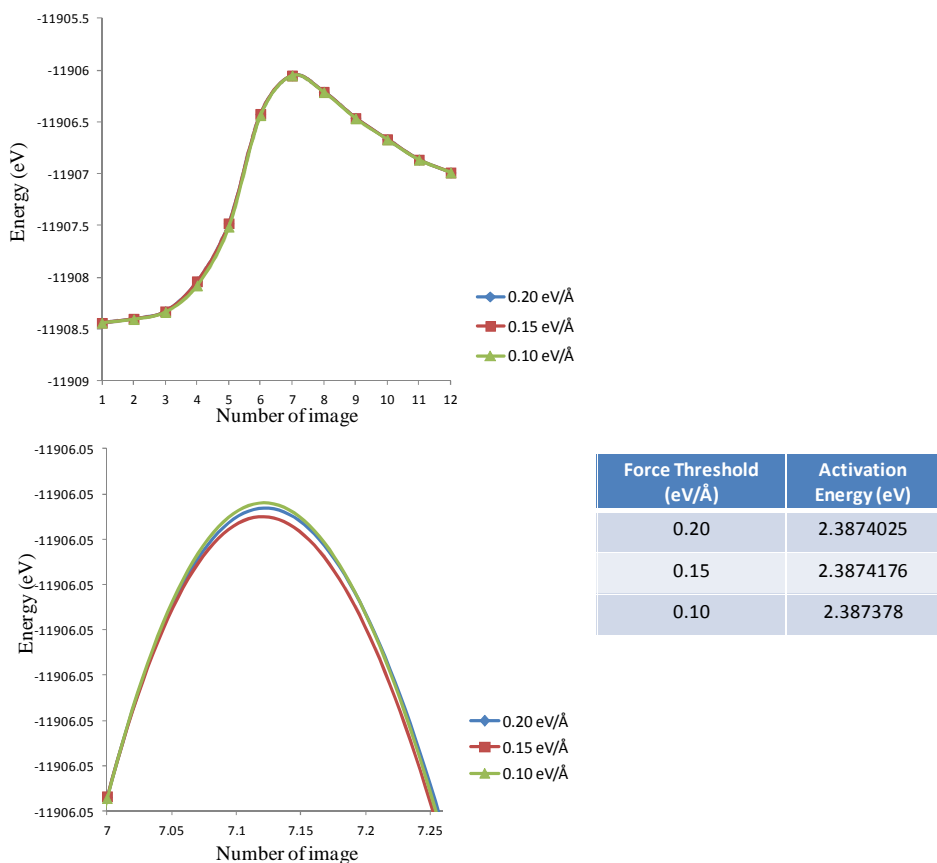 -11905.5
-11906
-11906.5
-11907
-11907.5
-11908
-11908.5
-11909
Energy (eV)
1 2 3 4 5 6 7 8 9 10 11 12
Number of image
0.20 eV/Å
0.15 eV/Å
0.10 eV/Å
-11906.05
-11906.05
-11906.05
-11906.05
-11906.05
-11906.05
-11906.05
-11906.05
-11906.05
Energy (eV)
7 7.05 7.1 7.15 7.2 7.25
Number of image
0.20 eV/Å
0.15 eV/Å
0.10 eV/Å
Force Threshold (eV/Å) Activation Energy (eV)
0.20 2.3874025
0.15 2.3874176
0.10 2.387378